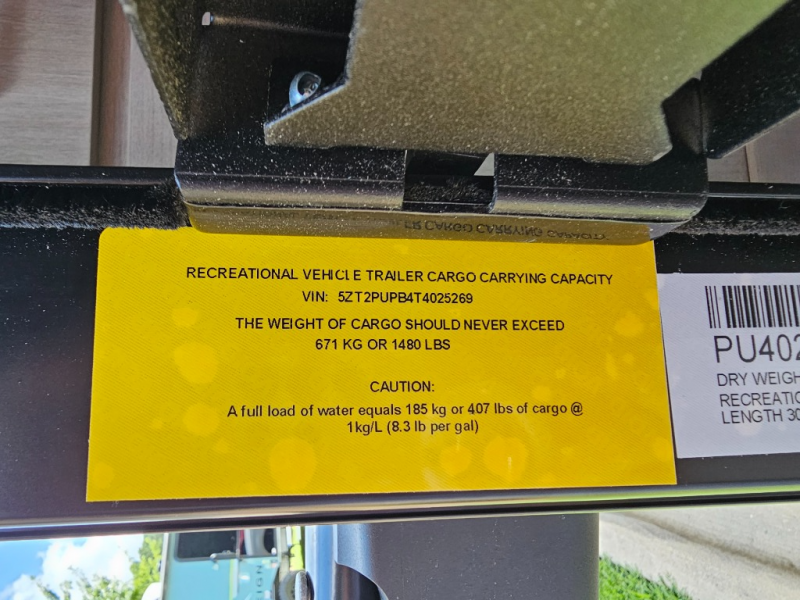 RECREATIONAL VEHICLE TRAILER CARGO CARRYING CAPACITY
VIN: 5ZT2PUPB4T4025269
THE WEIGHT OF CARGO SHOULD NEVER EXCEED
671 KG OR 1480 LBS
CAUTION:
A full load of water equals 185 kg or 407 lbs of cargo @
1kg/L (8.3 lb per gal)
PU402
DRY WEIGH
RECREATIO
LENGTH 30